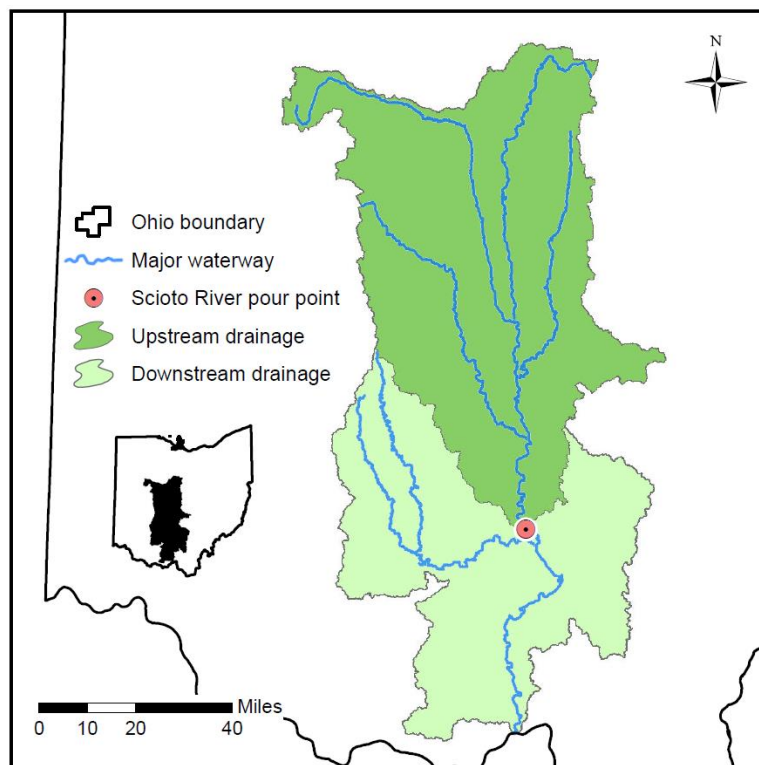 N
Ohio boundary
Major waterway
Scioto River pour point
Upstream drainage
Downstream drainage
Miles
0 10 20 40